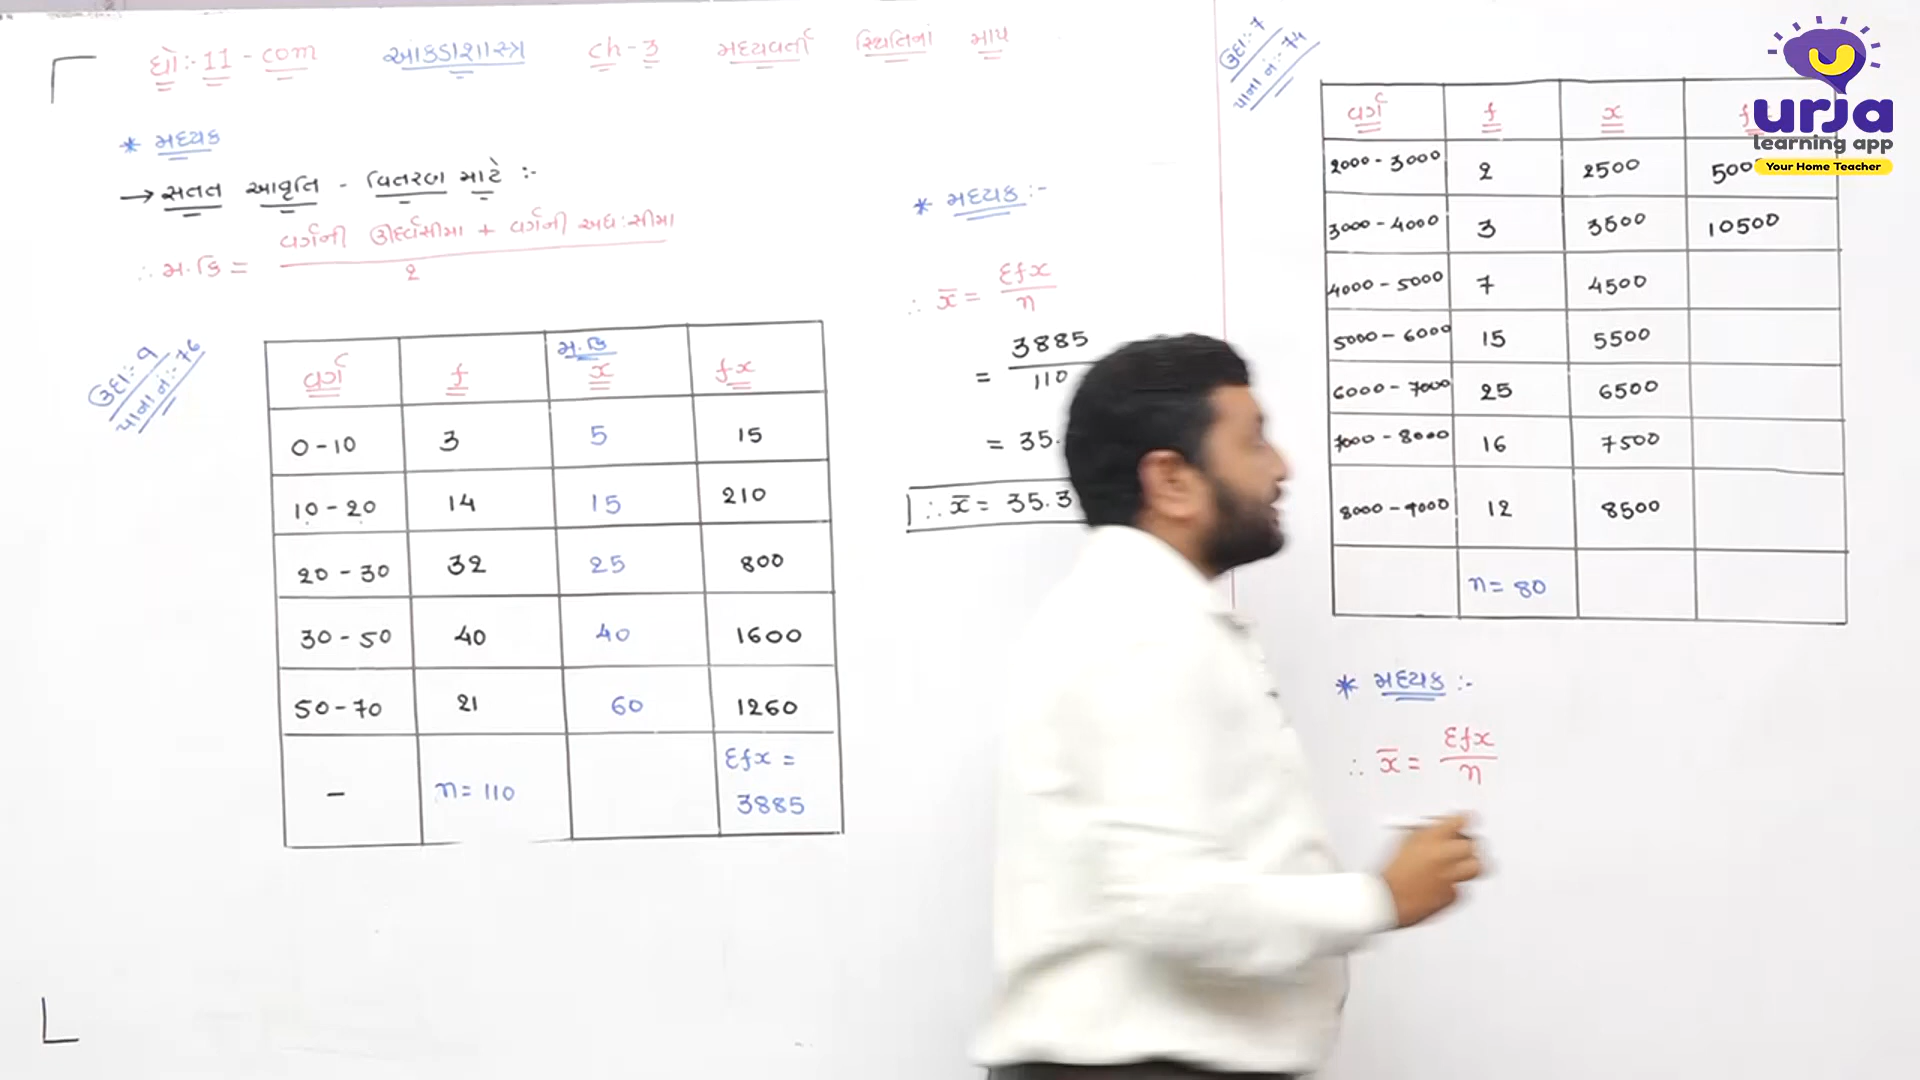 ધો:-11 - com આંકડાશાસ્ત્ર ch-3 મધ્યવર્તી સ્થિતિનાં માપ
* મધ્યક
→ સતત આવૃત્તિ - વિતરણ માટે :-
∴ મ.કિં = વર્ગની ઊર્ધ્વસીમા + વર્ગની અધ:સીમા
2
ઉદા:- 9
પાના નં:- 76
વર્ગ f મ.કિં x fx
0-10 3 5 15
10-20 14 15 210
20-30 32 25 800
30-50 40 40 1600
50-70 21 60 1260
- n = 110 Σfx =
3885
* મધ્યક :-
∴ x̄ = Σfx
n
= 3885
110
= 35.
∴ x̄ = 35.3
ઉદા:- 7
પાના નં:- 74
વર્ગ f x f
2000-3000 2 2500 500
3000-4000 3 3500 10500
4000-5000 7 4500
5000-6000 15 5500
6000-7000 25 6500
7000-8000 16 7500
8000-9000 12 8500
n = 80
* મધ્યક :-
∴ x̄ = Σfx
n
urja
learning app
Your Home Teacher